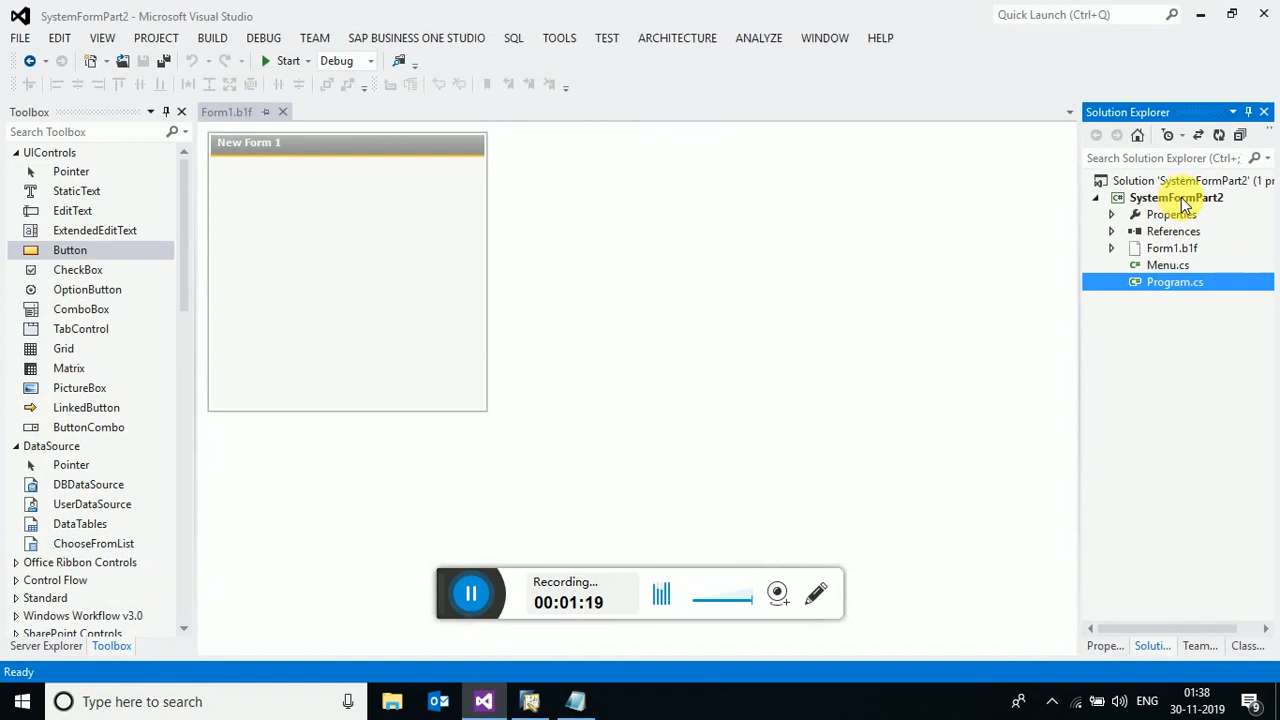 SystemFormPart2 - Microsoft Visual Studio
Quick Launch (Ctrl+Q)
FILE EDIT VIEW PROJECT BUILD DEBUG TEAM SAP BUSINESS ONE STUDIO SQL TOOLS TEST ARCHITECTURE ANALYZE WINDOW HELP
Start Debug
Toolbox
Form1.b1f
Solution Explorer
Search Toolbox
New Form 1
Search Solution Explorer (Ctrl+;
UIControls
Pointer
StaticText
EditText
ExtendedEditText
Button
CheckBox
OptionButton
ComboBox
TabControl
Grid
Matrix
PictureBox
LinkedButton
ButtonCombo
DataSource
Pointer
DBDataSource
UserDataSource
DataTables
ChooseFromList
Office Ribbon Controls
Control Flow
Standard
Windows Workflow v3.0
SharePoint Controls
Server Explorer Toolbox
Solution 'SystemFormPart2' (1 pr
SystemFormPart2
Properties
References
Form1.b1f
Menu.cs
Program.cs
Recording...
00:01:19
Prope... Soluti... Team... Class...
Ready
Type here to search
ENG
01:38
30-11-2019
9